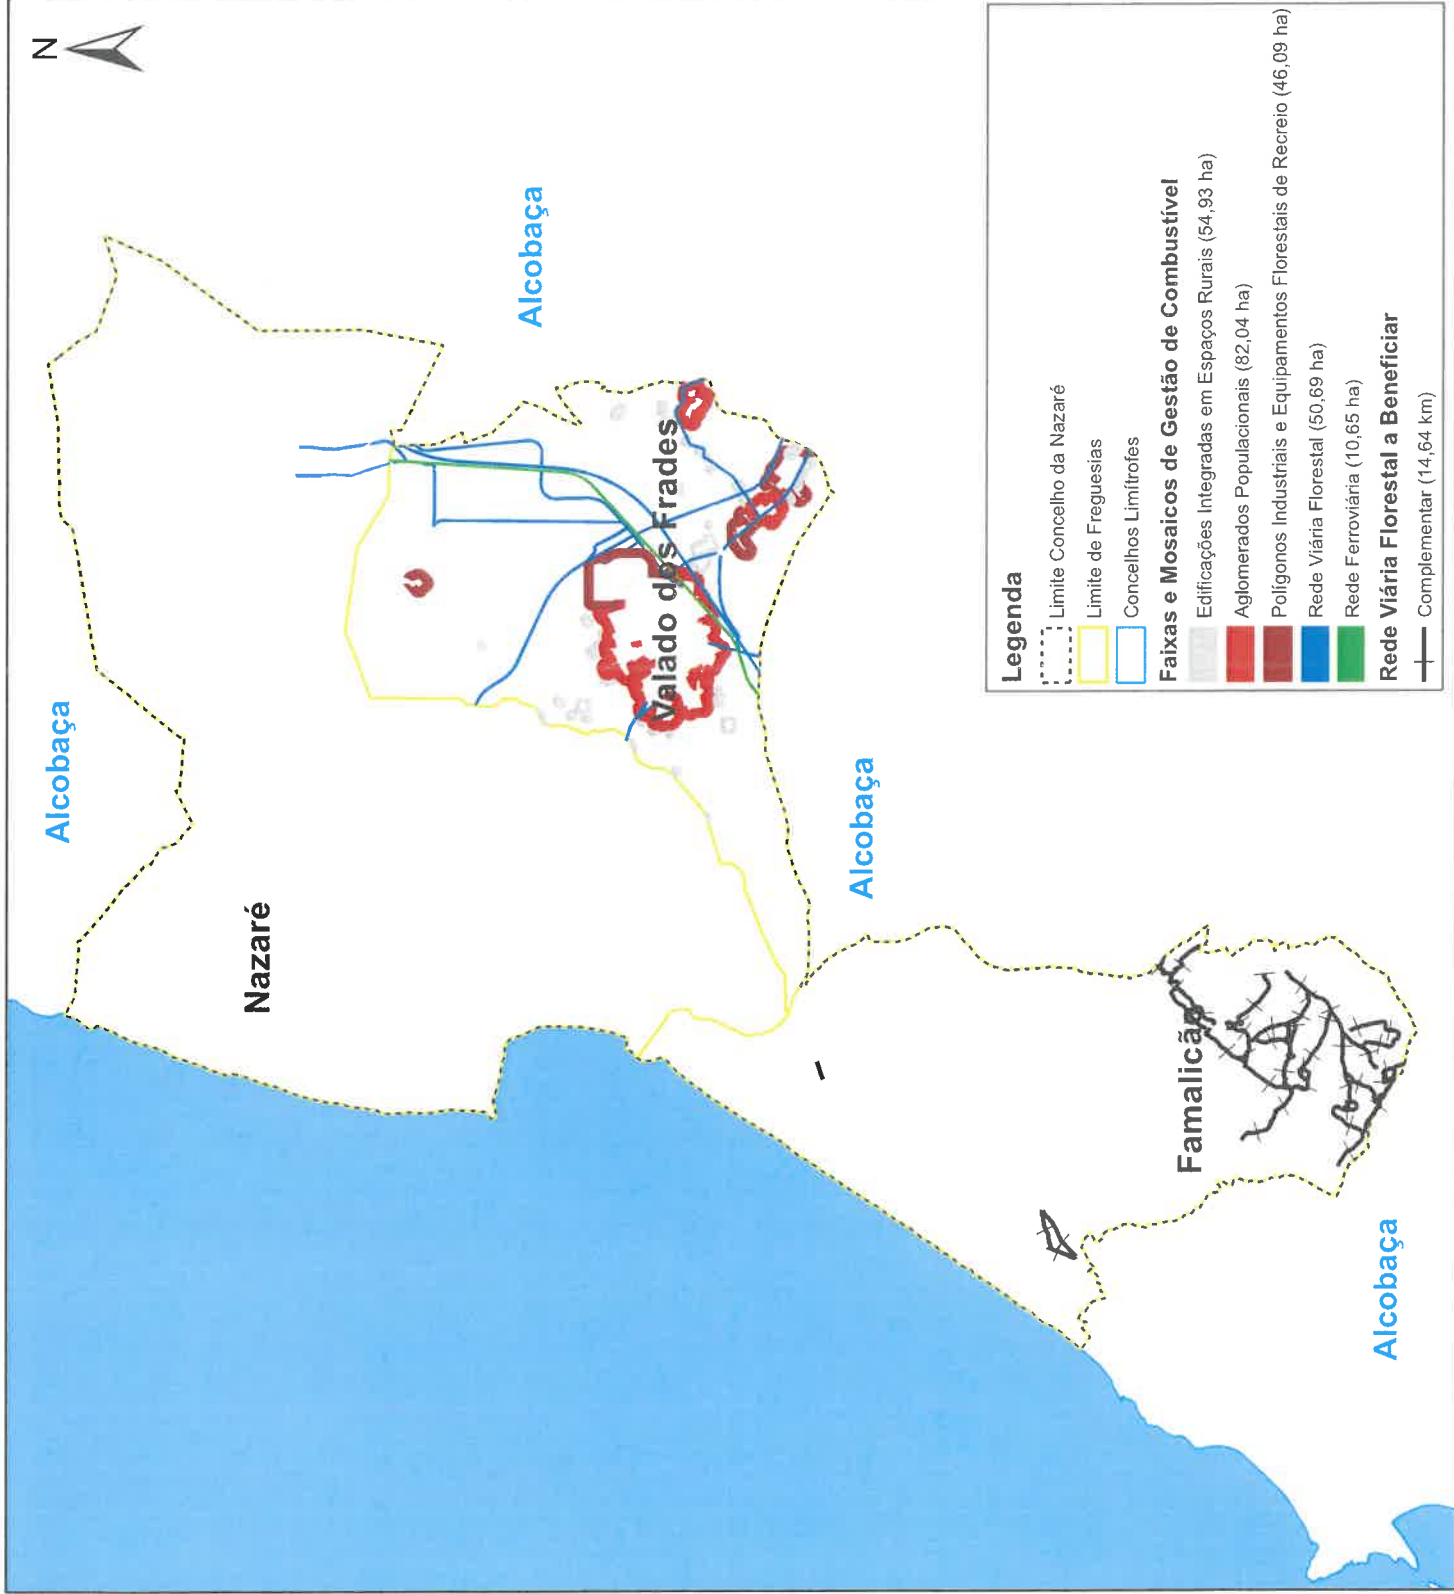 N
Alcobaça
Alcobaça
Nazaré
Valado dos Frades
Alcobaça
Famalicão
Alcobaça
Legenda
Limite Concelho da Nazaré
Limite de Freguesias
Concelhos Limítrofes
Faixas e Mosaicos de Gestão de Combustível
Edificações Integradas em Espaços Rurais (54,93 ha)
Aglomerados Populacionais (82,04 ha)
Polígonos Industriais e Equipamentos Florestais de Recreio (46,09 ha)
Rede Viária Florestal (50,69 ha)
Rede Ferroviária (10,65 ha)
Rede Viária Florestal a Beneficiar
Complementar (14,64 km)